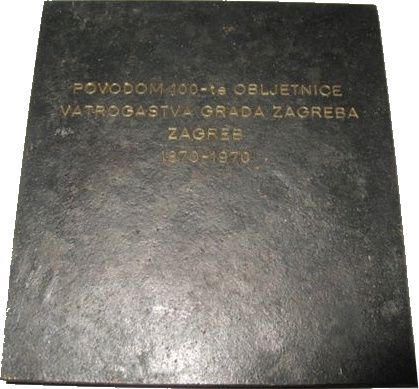 POVODOM 100-te OBLJETNICE
VATROGASTVA GRADA ZAGREBA
ZAGREB
1870-1970